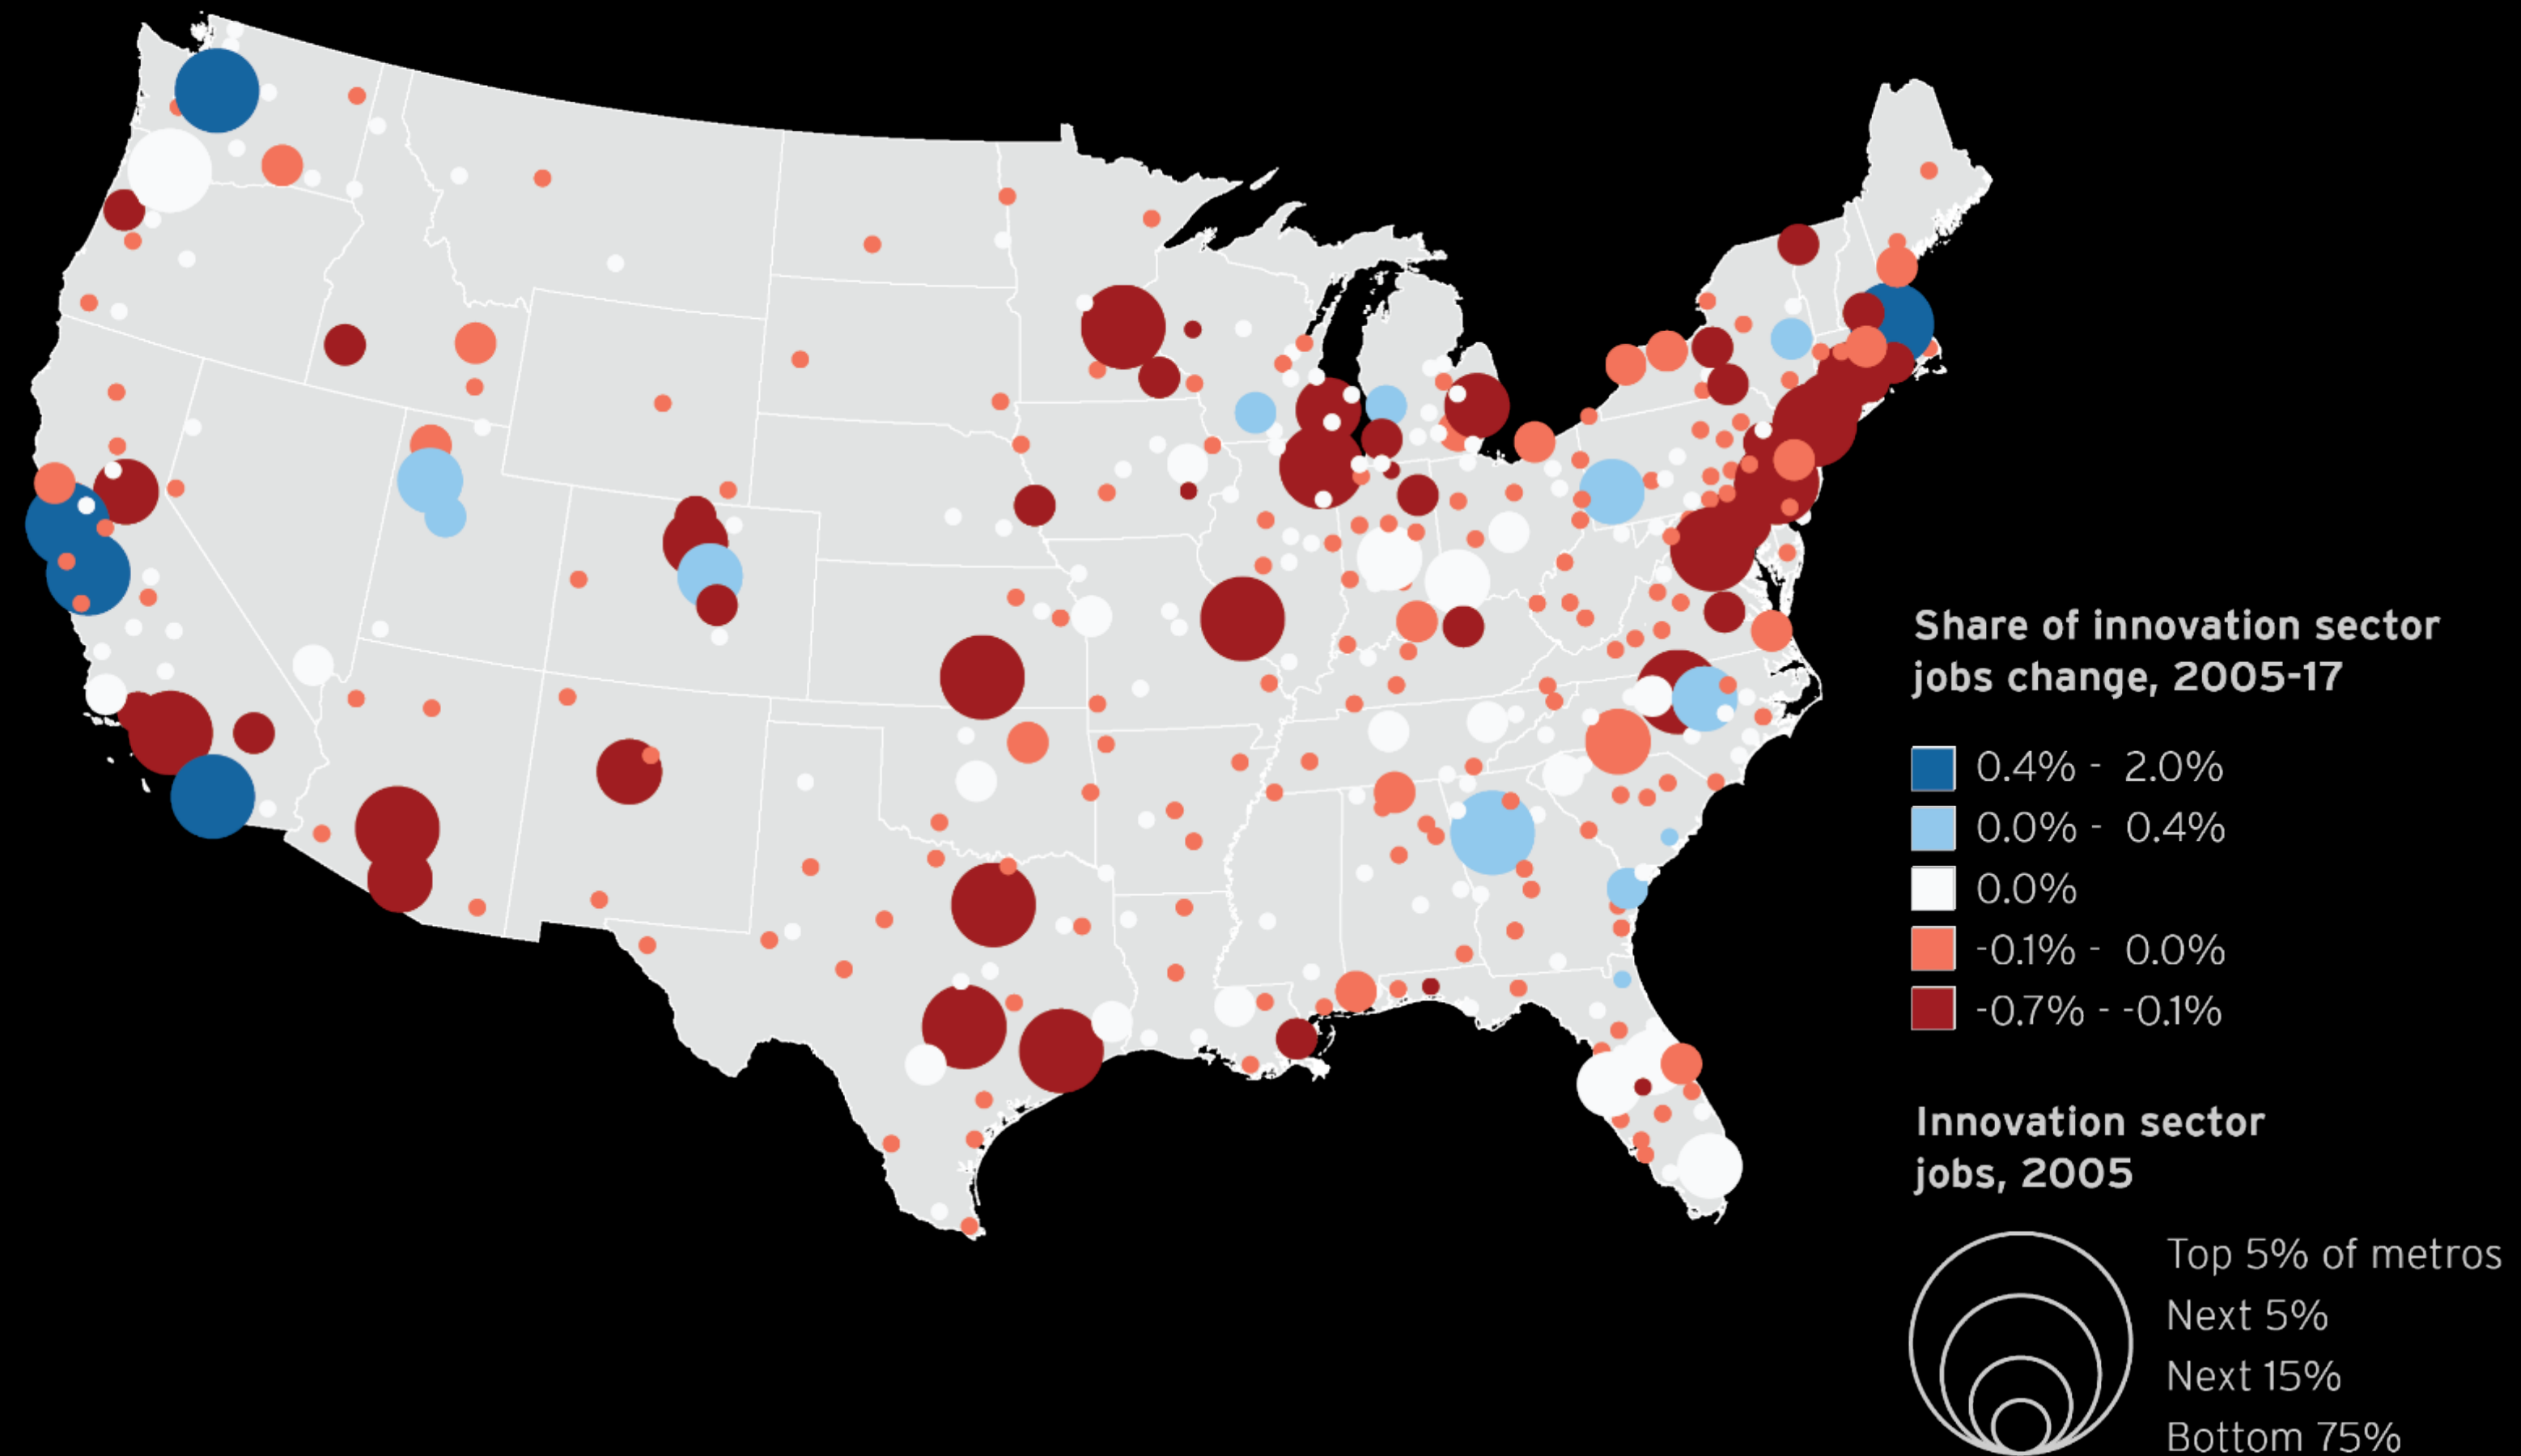 Share of innovation sector
jobs change, 2005-17
0.4% - 2.0%
0.0% - 0.4%
0.0%
-0.1% - 0.0%
-0.7% - -0.1%
Innovation sector
jobs, 2005
Top 5% of metros
Next 5%
Next 15%
Bottom 75%